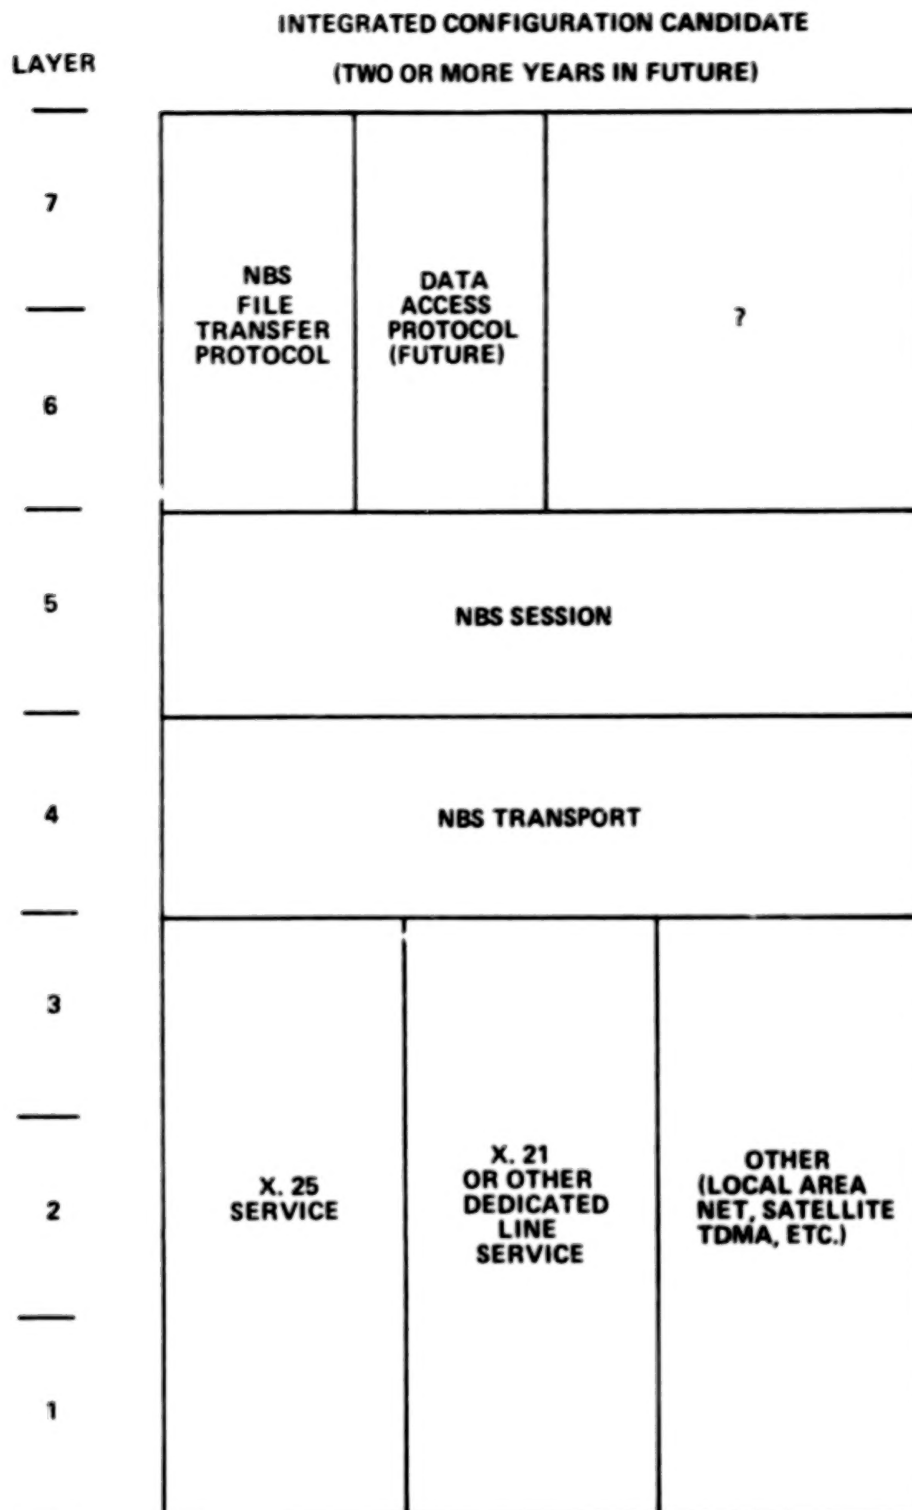 INTEGRATED CONFIGURATION CANDIDATE
LAYER
(TWO OR MORE YEARS IN FUTURE)
7
NBS
FILE
TRANSFER
PROTOCOL
DATA
ACCESS
PROTOCOL
(FUTURE)
?
6
5
NBS SESSION
4
NBS TRANSPORT
3
2
X. 25
SERVICE
X. 21
OR OTHER
DEDICATED
LINE
SERVICE
OTHER
(LOCAL AREA
NET, SATELLITE
TDMA, ETC.)
1